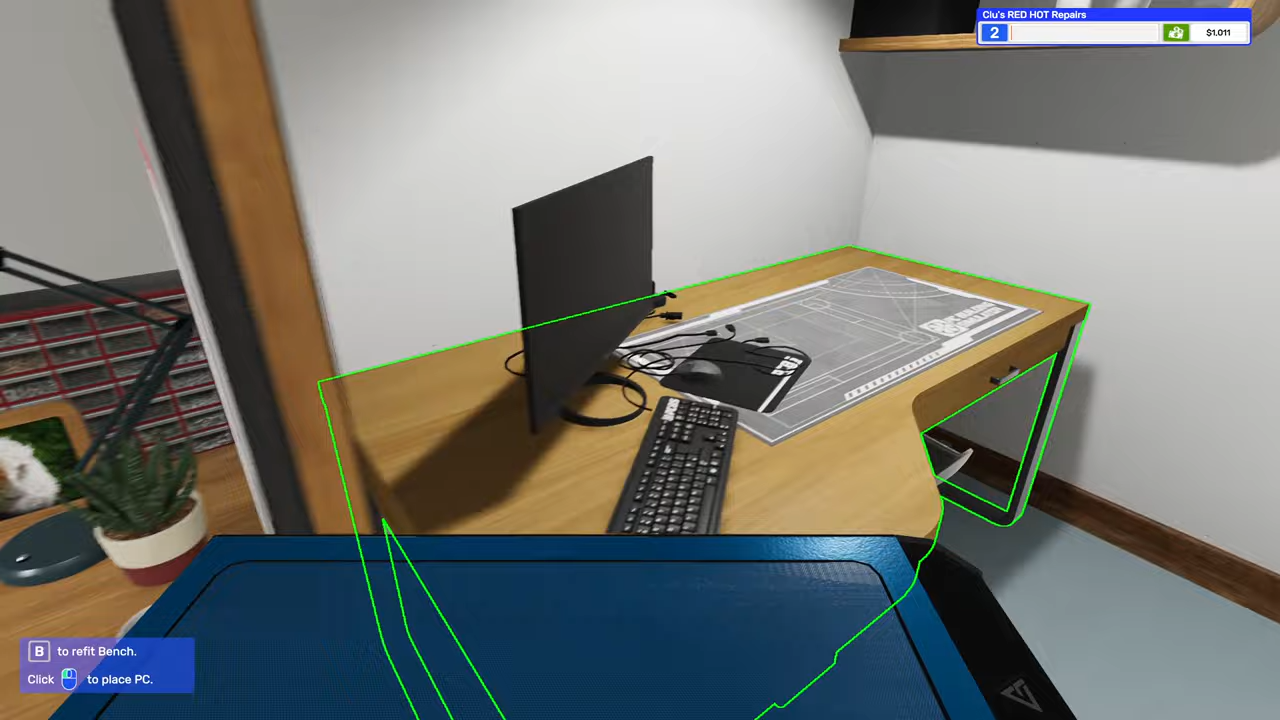 Clu's RED HOT Repairs
2
$1.011
B to refit Bench.
Click to place PC.